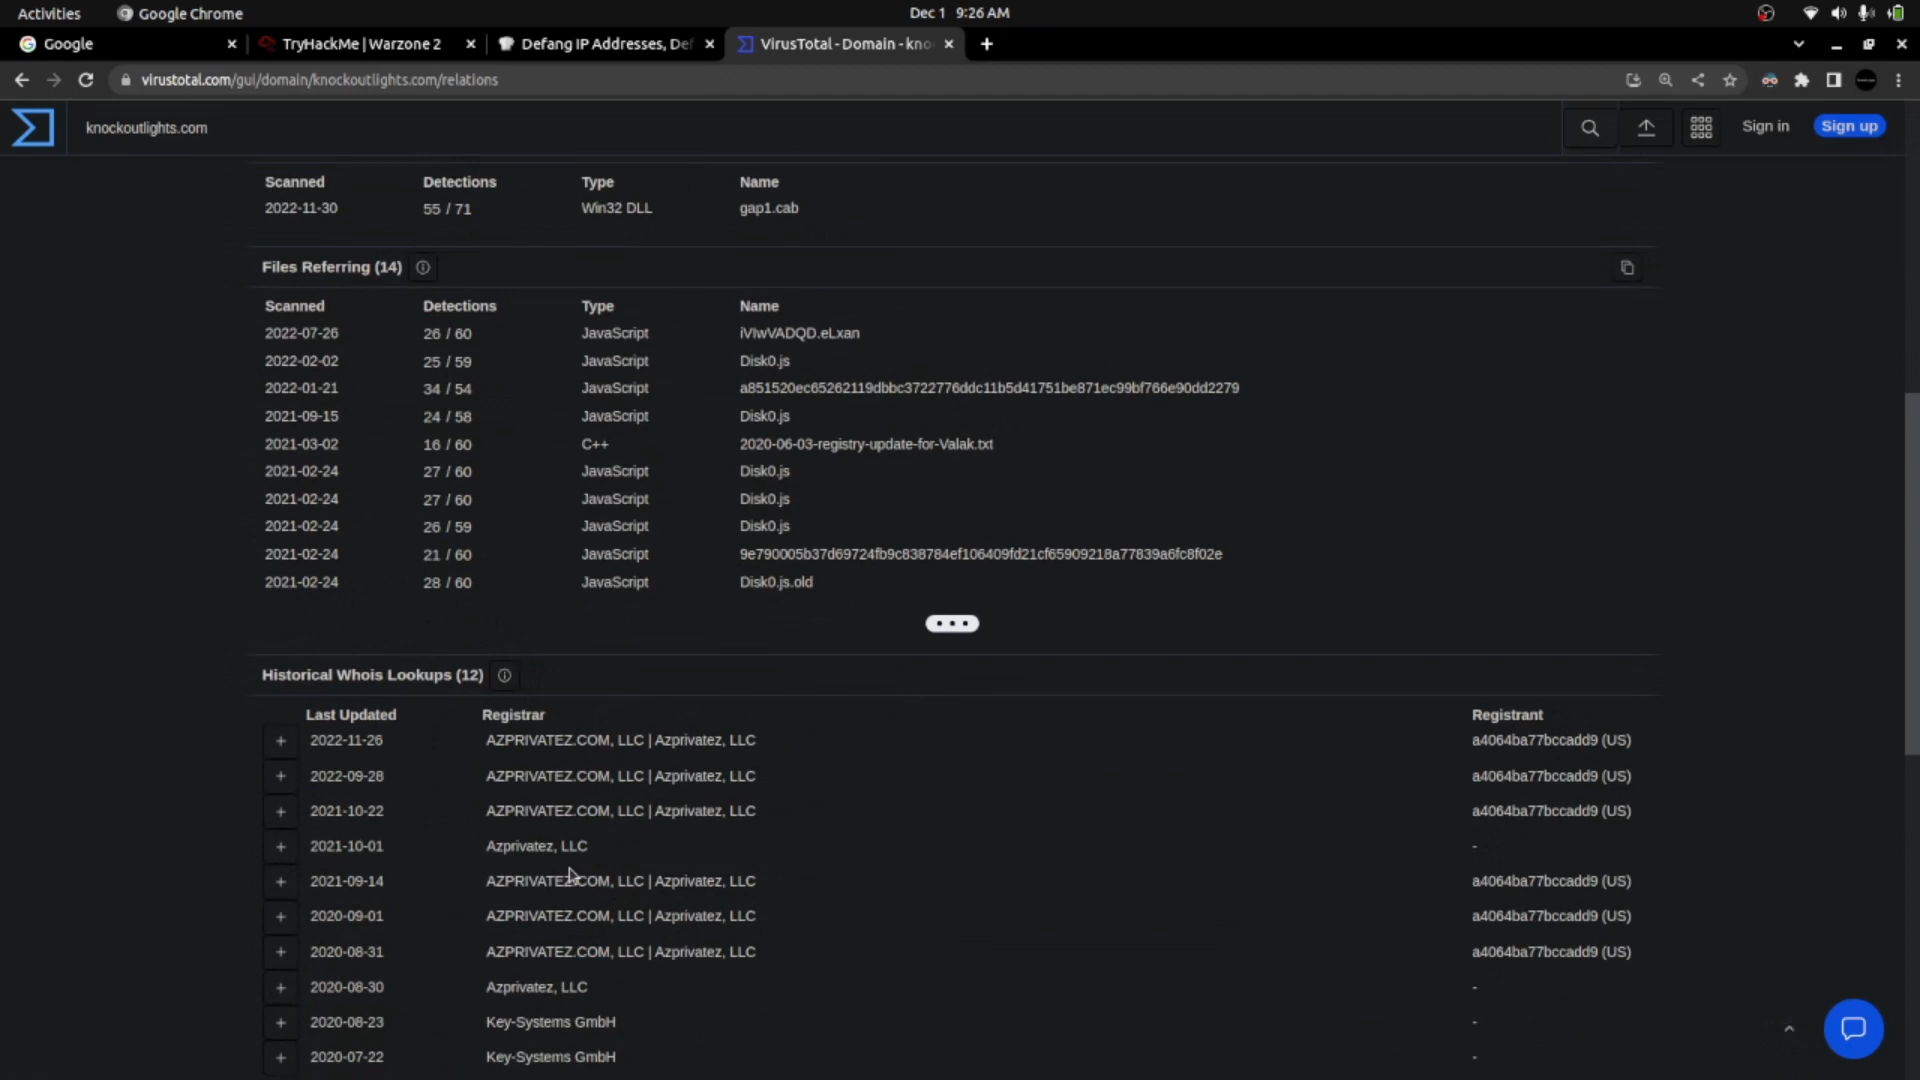 Activities Google Chrome Dec 1 9:26 AM
Google TryHackMe | Warzone 2 Defang IP Addresses, Def VirusTotal - Domain - kno
virustotal.com/gui/domain/knockoutlights.com/relations
knockoutlights.com Sign in Sign up
Scanned Detections Type Name
2022-11-30 55 / 71 Win32 DLL gap1.cab
Files Referring (14)
Scanned Detections Type Name
2022-07-26 26 / 60 JavaScript iVIwVADQD.eLxan
2022-02-02 25 / 59 JavaScript Disk0.js
2022-01-21 34 / 54 JavaScript a851520ec65262119dbbc3722776ddc11b5d41751be871ec99bf766e90dd2279
2021-09-15 24 / 58 JavaScript Disk0.js
2021-03-02 16 / 60 C++ 2020-06-03-registry-update-for-Valak.txt
2021-02-24 27 / 60 JavaScript Disk0.js
2021-02-24 27 / 60 JavaScript Disk0.js
2021-02-24 26 / 59 JavaScript Disk0.js
2021-02-24 21 / 60 JavaScript 9e790005b37d69724fb9c838784ef106409fd21cf65909218a77839a6fc8f02e
2021-02-24 28 / 60 JavaScript Disk0.js.old
Historical Whois Lookups (12)
Last Updated Registrar Registrant
+ 2022-11-26 AZPRIVATEZ.COM, LLC | Azprivatez, LLC a4064ba77bccadd9 (US)
+ 2022-09-28 AZPRIVATEZ.COM, LLC | Azprivatez, LLC a4064ba77bccadd9 (US)
+ 2021-10-22 AZPRIVATEZ.COM, LLC | Azprivatez, LLC a4064ba77bccadd9 (US)
+ 2021-10-01 Azprivatez, LLC -
+ 2021-09-14 AZPRIVATEZ.COM, LLC | Azprivatez, LLC a4064ba77bccadd9 (US)
+ 2020-09-01 AZPRIVATEZ.COM, LLC | Azprivatez, LLC a4064ba77bccadd9 (US)
+ 2020-08-31 AZPRIVATEZ.COM, LLC | Azprivatez, LLC a4064ba77bccadd9 (US)
+ 2020-08-30 Azprivatez, LLC -
+ 2020-08-23 Key-Systems GmbH -
+ 2020-07-22 Key-Systems GmbH -